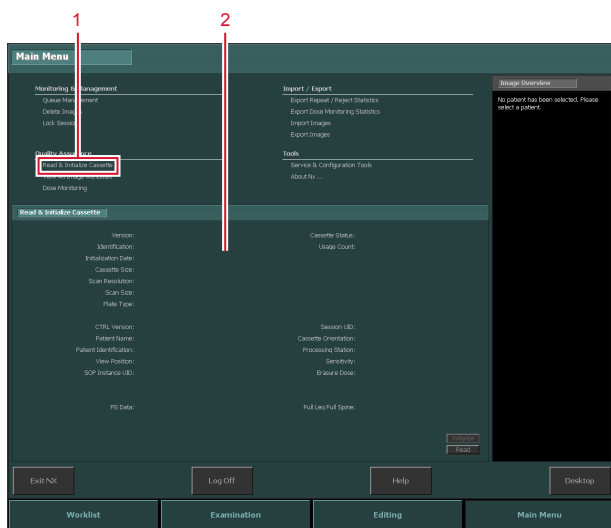 1 2
Main Menu
Image Overview
No patient has been selected. Please
select a patient.
Monitoring & Management
Queue Management
Delete Images
Lock Session
Import / Export
Export Repeat / Reject Statistics
Export Dose Monitoring Statistics
Import Images
Export Images
Quality Assurance
Read & Initialize Cassette
View All Image Attributes
Dose Monitoring
Tools
Service & Configuration Tools
About Nx ...
Read & Initialize Cassette
Version: Cassette Status:
Identification: Usage Count:
Initialization Date:
Cassette Size:
Scan Resolution:
Scan Size:
Plate Type:
CTRL Version: Session UID:
Patient Name: Cassette Orientation:
Patient Identification: Processing Station:
View Position: Sensitivity:
SOP Instance UID: Erasure Dose:
PS Data: Full Leg Full Spine:
Initialize
Read
Exit NX Log Off Help Desktop
Worklist Examination Editing Main Menu